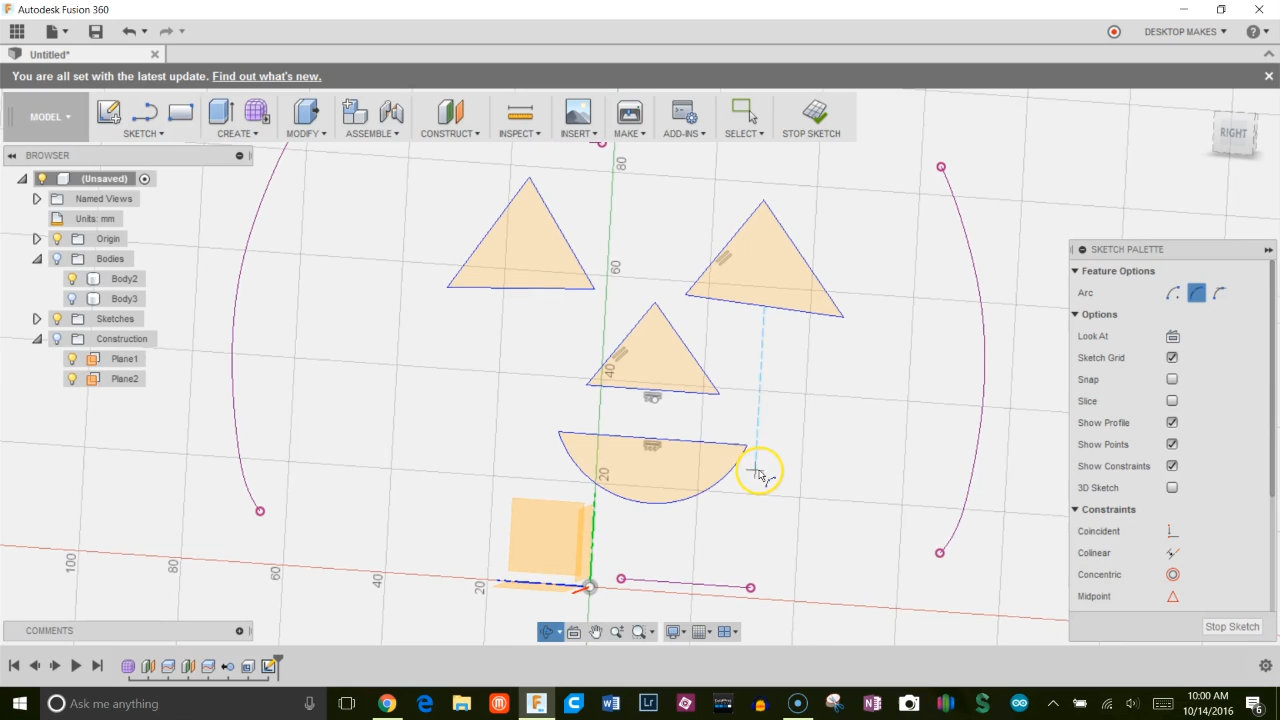 Autodesk Fusion 360
DESKTOP MAKES
Untitled*
You are all set with the latest update. Find out what's new.
MODEL
SKETCH CREATE MODIFY ASSEMBLE CONSTRUCT INSPECT INSERT MAKE ADD-INS SELECT STOP SKETCH
RIGHT
BROWSER
(Unsaved)
Named Views
Units: mm
Origin
Bodies
Body2
Body3
Sketches
Construction
Plane1
Plane2
80
60
40
20
100
80
60
40
20
SKETCH PALETTE
Feature Options
Arc
Options
Look At
Sketch Grid
Snap
Slice
Show Profile
Show Points
Show Constraints
3D Sketch
Constraints
Coincident
Colinear
Concentric
Midpoint
Stop Sketch
COMMENTS
Ask me anything
10:00 AM
10/14/2016
6